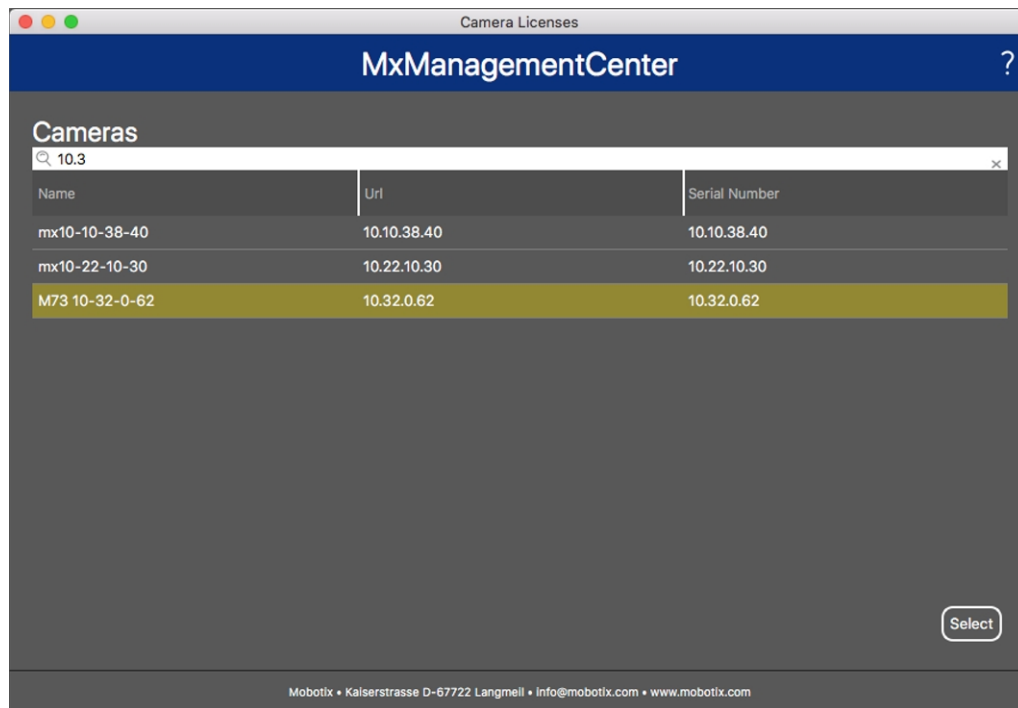 Camera Licenses
MxManagementCenter ?
Cameras
10.3 ×
Name Url Serial Number
mx10-10-38-40 10.10.38.40 10.10.38.40
mx10-22-10-30 10.22.10.30 10.22.10.30
M73 10-32-0-62 10.32.0.62 10.32.0.62
Select
Mobotix • Kaiserstrasse D-67722 Langmeil • info@mobotix.com • www.mobotix.com